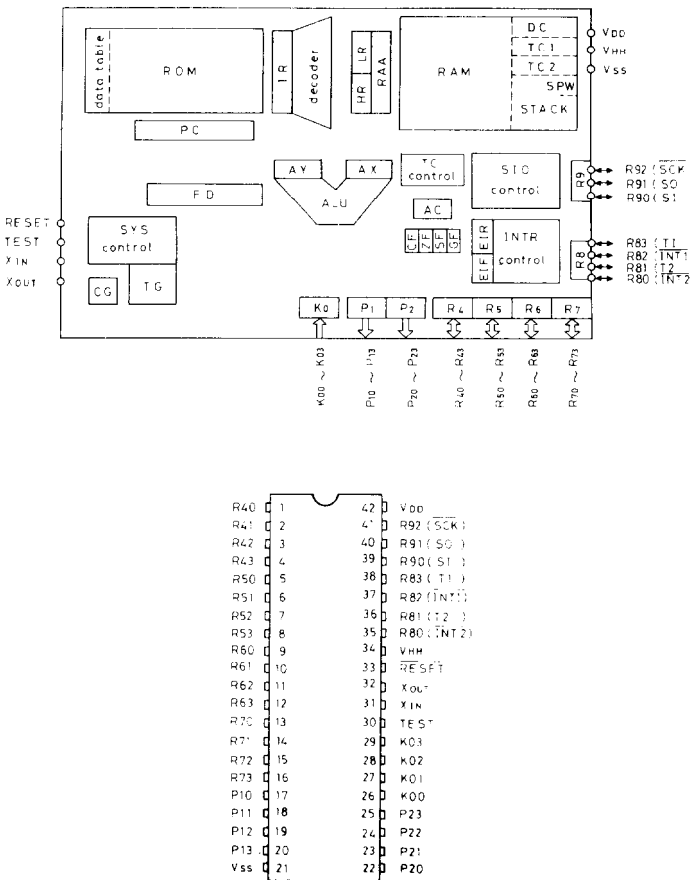 DC
VDD
data table
ROM
IR
decoder
LR
HR
RAA
RAM
TC1
VHH
TC2
VSS
SPW
STACK
PC
AY
AX
ALU
TC control
SIO control
R9
R92 (SCK
R91 (SO
R90 (SI
FD
AC
CF
ZF
SF
GF
EIR
EIF
INTR control
R8
R83 (T1
R82 (INT1
R81 (T2
R80 (INT2
RESET
TEST
XIN
XOUT
SYS control
CG
TG
K0
P1
P2
R4
R5
R6
R7
K00 ~ K03
P10 ~ P13
P20 ~ P23
R40 ~ R43
R50 ~ R53
R60 ~ R63
R70 ~ R73
R40 1 42 VDD
R41 2 41 R92 (SCK)
R42 3 40 R91 (SO )
R43 4 39 R90 (SI )
R50 5 38 R83 (T1 )
R51 6 37 R82 (INT1)
R52 7 36 R81 (T2 )
R53 8 35 R80 (INT2)
R60 9 34 VHH
R61 10 33 RESET
R62 11 32 XOUT
R63 12 31 XIN
R70 13 30 TEST
R71 14 29 K03
R72 15 28 K02
R73 16 27 K01
P10 17 26 K00
P11 18 25 P23
P12 19 24 P22
P13 20 23 P21
VSS 21 22 P20